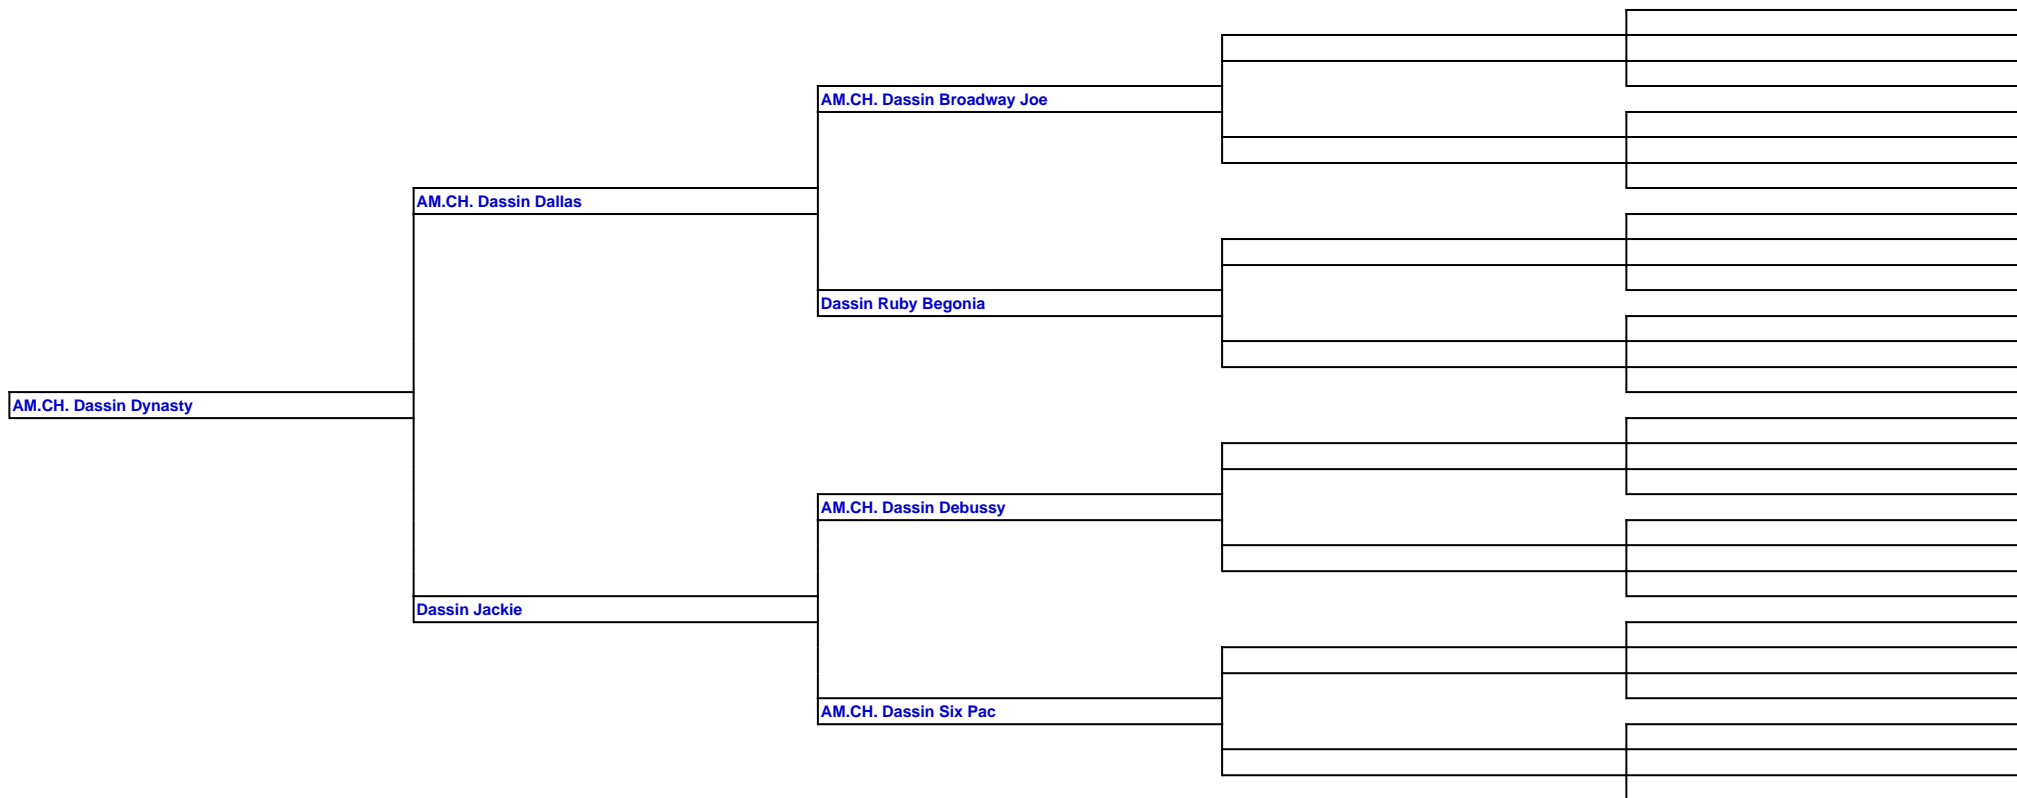 AM.CH. Dassin Broadway Joe
AM.CH. Dassin Dallas
Dassin Ruby Begonia
AM.CH. Dassin Dynasty
AM.CH. Dassin Debussy
Dassin Jackie
AM.CH. Dassin Six Pac